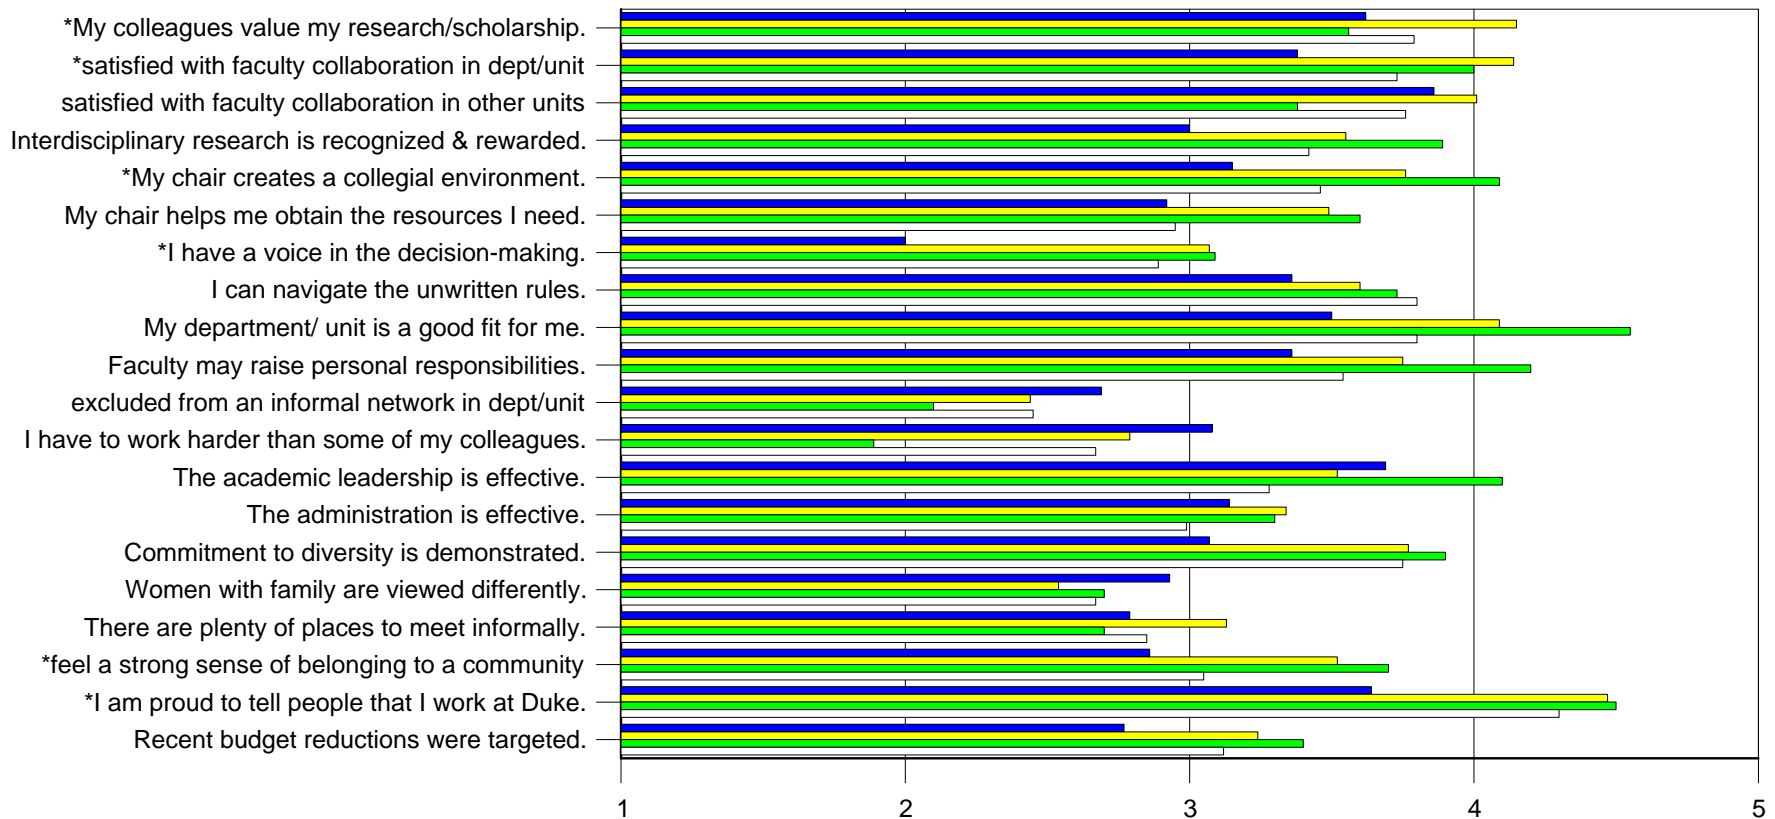 *My colleagues value my research/scholarship.
*satisfied with faculty collaboration in dept/unit
satisfied with faculty collaboration in other units
Interdisciplinary research is recognized & rewarded.
*My chair creates a collegial environment.
My chair helps me obtain the resources I need.
*I have a voice in the decision-making.
I can navigate the unwritten rules.
My department/ unit is a good fit for me.
Faculty may raise personal responsibilities.
excluded from an informal network in dept/unit
I have to work harder than some of my colleagues.
The academic leadership is effective.
The administration is effective.
Commitment to diversity is demonstrated.
Women with family are viewed differently.
There are plenty of places to meet informally.
*feel a strong sense of belonging to a community
*I am proud to tell people that I work at Duke.
Recent budget reductions were targeted.
1 2 3 4 5